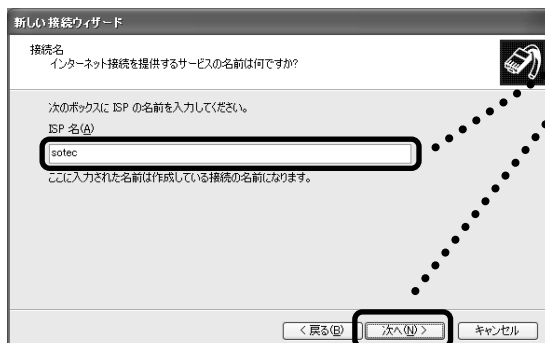 新しい接続ウィザード
接続名
インターネット接続を提供するサービスの名前は何ですか?
次のボックスに ISP の名前を入力してください。
ISP 名(A)
sotec
ここに入力された名前は作成している接続の名前になります。
< 戻る(B) 次へ(N) > キャンセル